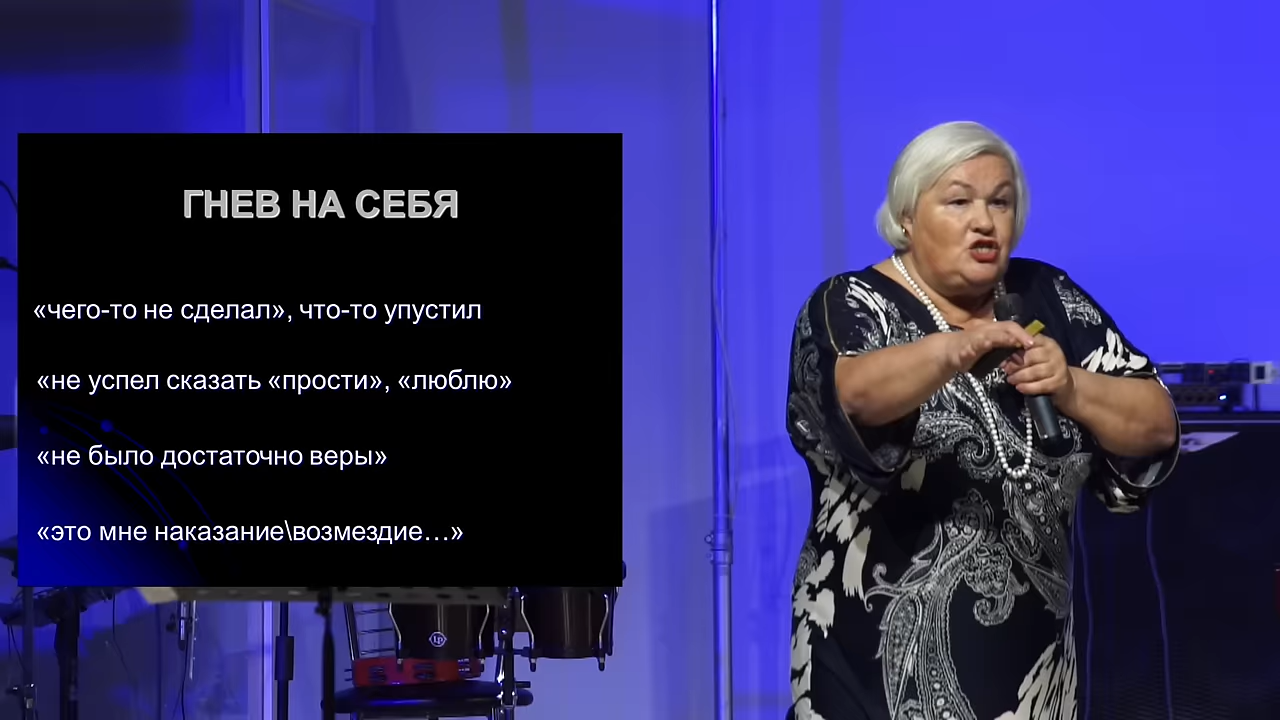 ГНЕВ НА СЕБЯ
«чего-то не сделал», что-то упустил
«не успел сказать «прости», «люблю»
«не было достаточно веры»
«это мне наказание\возмездие…»
LP